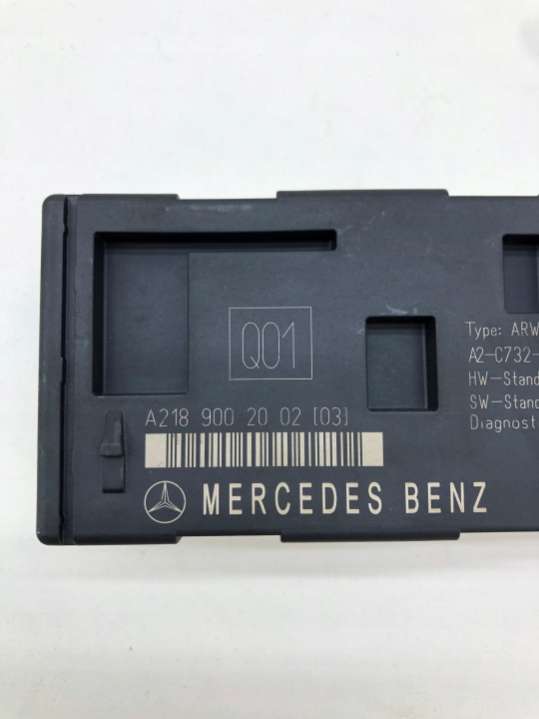 Q01
A218 900 20 02 [03]
MERCEDES BENZ
Type: ARW
A2-C732-
HW-Stand
SW-Stand
Diagnost